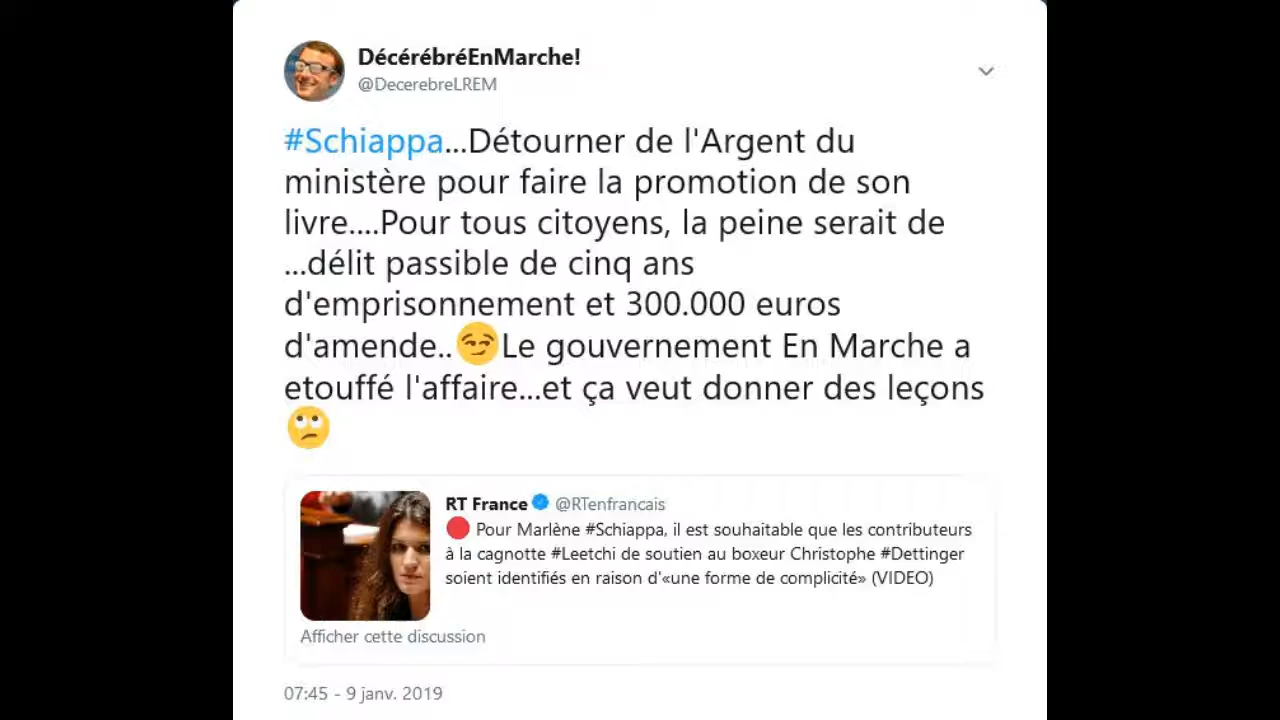 DécérébréEnMarche!
@DecerebreLREM
#Schiappa...Détourner de l'Argent du
ministère pour faire la promotion de son
livre....Pour tous citoyens, la peine serait de
...délit passible de cinq ans
d'emprisonnement et 300.000 euros
d'amende..😏Le gouvernement En Marche a
etouffé l'affaire...et ça veut donner des leçons
🙄
RT France @RTenfrancais
🔴 Pour Marlène #Schiappa, il est souhaitable que les contributeurs
à la cagnotte #Leetchi de soutien au boxeur Christophe #Dettinger
soient identifiés en raison d'«une forme de complicité» (VIDEO)
Afficher cette discussion
07:45 - 9 janv. 2019